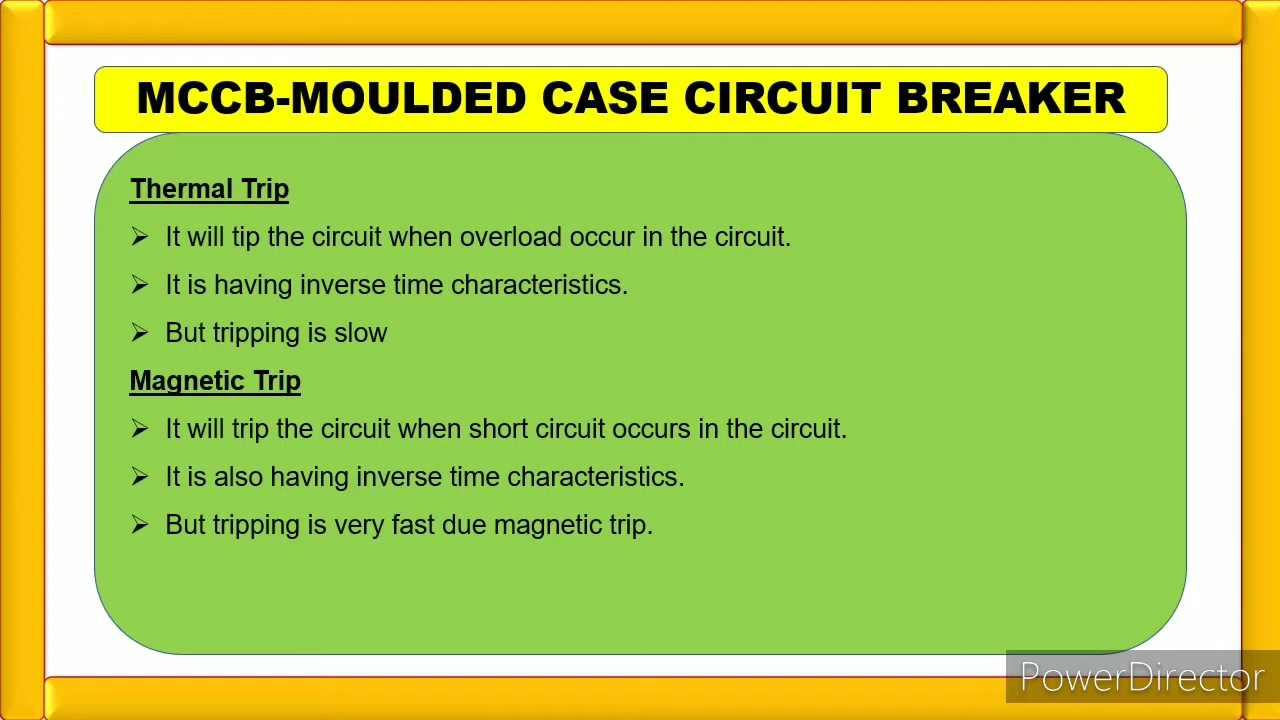 MCCB-MOULDED CASE CIRCUIT BREAKER
Thermal Trip
➢ It will tip the circuit when overload occur in the circuit.
➢ It is having inverse time characteristics.
➢ But tripping is slow
Magnetic Trip
➢ It will trip the circuit when short circuit occurs in the circuit.
➢ It is also having inverse time characteristics.
➢ But tripping is very fast due magnetic trip.
PowerDirector